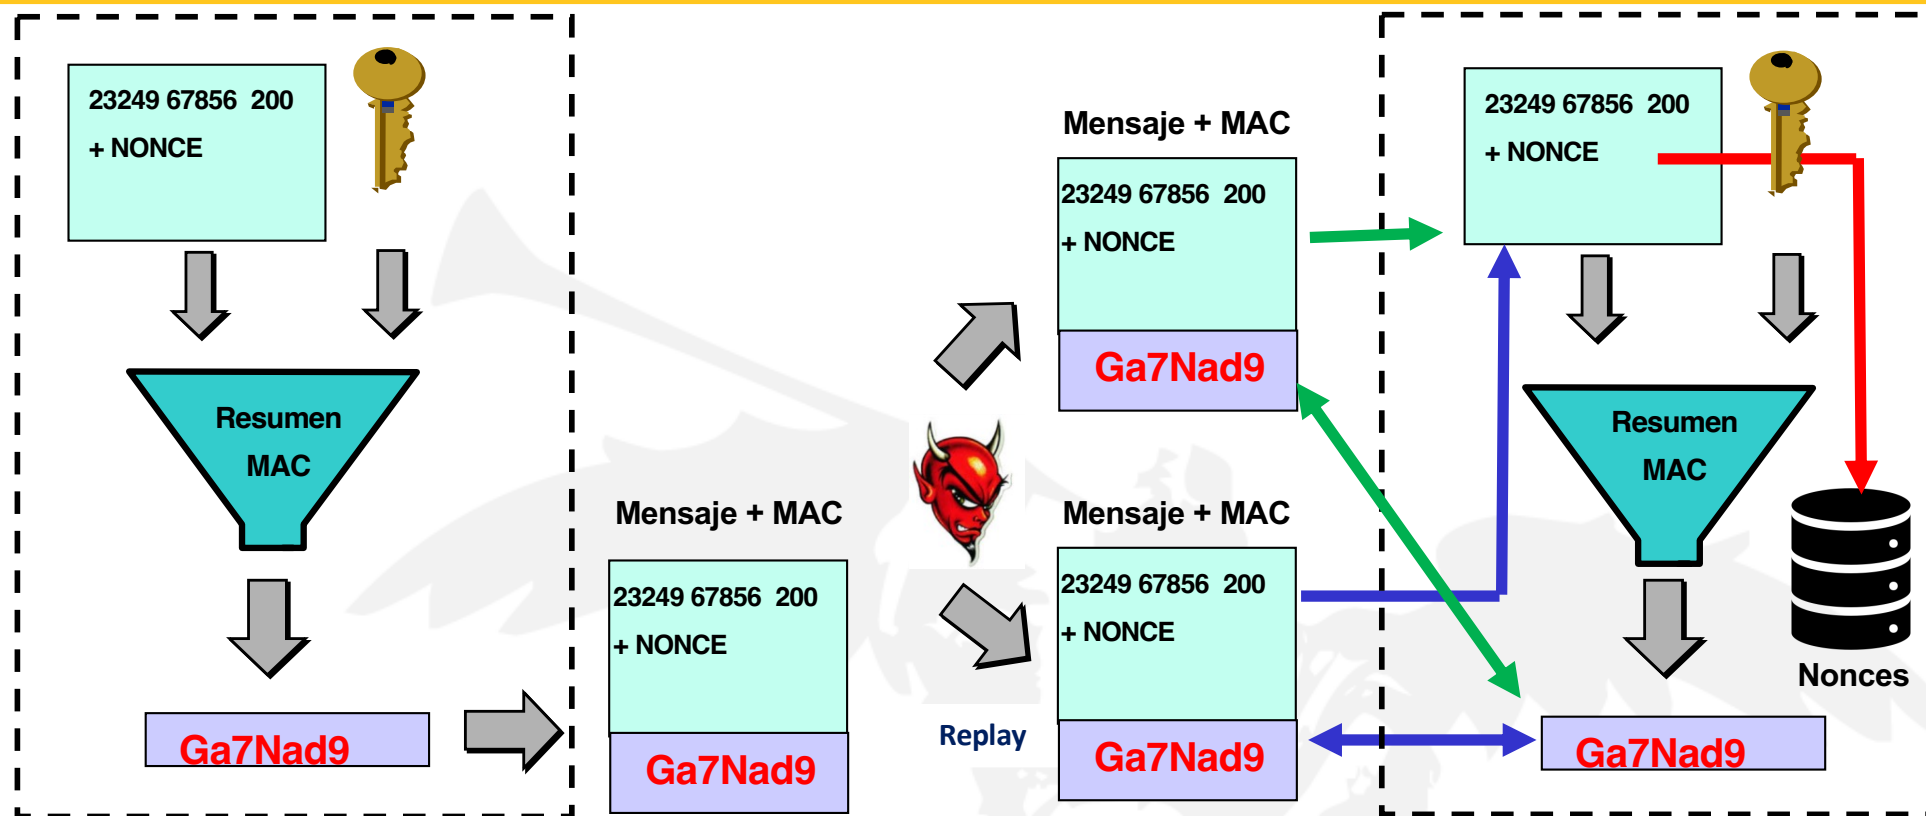 23249 67856 200
+ NONCE
Resumen
MAC
Ga7Nad9
Mensaje + MAC
23249 67856 200
+ NONCE
Ga7Nad9
Mensaje + MAC
23249 67856 200
+ NONCE
Ga7Nad9
Replay
Mensaje + MAC
23249 67856 200
+ NONCE
Ga7Nad9
23249 67856 200
+ NONCE
Resumen
MAC
Nonces
Ga7Nad9